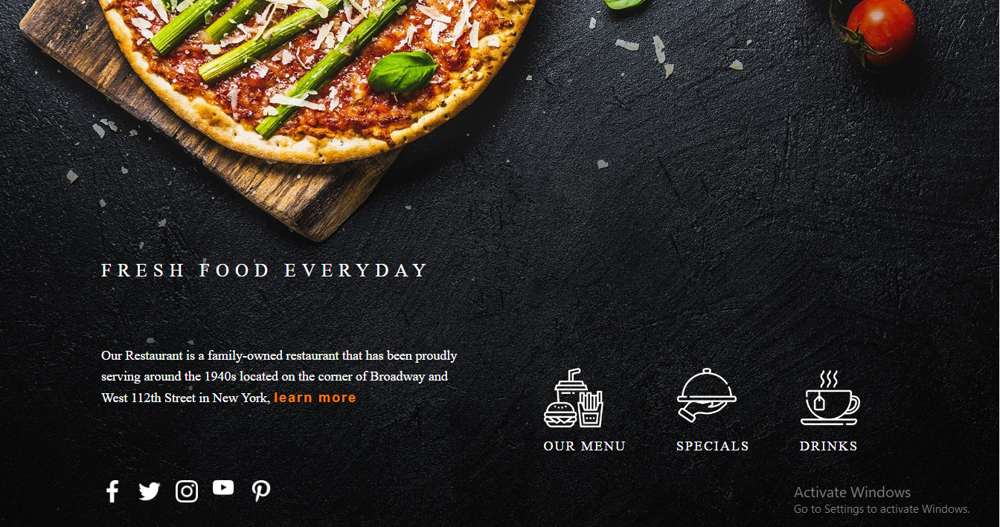 FRESH FOOD EVERYDAY
Our Restaurant is a family-owned restaurant that has been proudly
serving around the 1940s located on the corner of Broadway and
West 112th Street in New York, learn more
OUR MENU
SPECIALS
DRINKS
Activate Windows
Go to Settings to activate Windows.